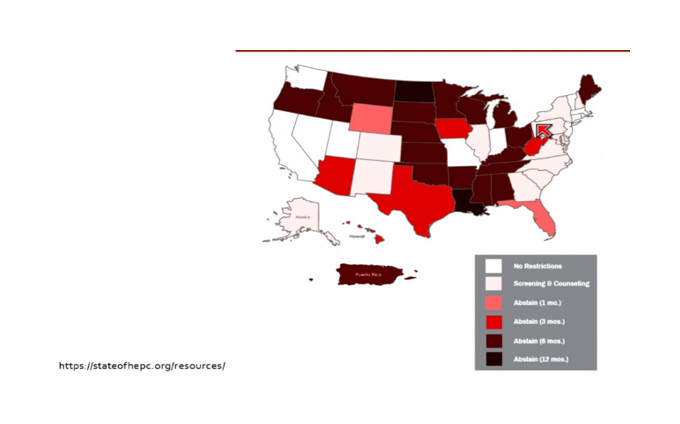 Alaska
Hawaii
Puerto Rico
No Restrictions
Screening & Counseling
Abstain (1 mo.)
Abstain (3 mos.)
Abstain (6 mos.)
Abstain (12 mos.)
https://stateofhepc.org/resources/